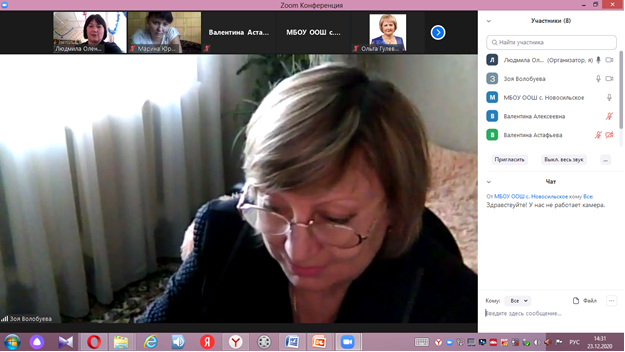 Zoom Конференция
Людмила Олен...
Марина Юр...
Валентина Аста...
МБОУ ООШ с. ...
Ольга Гулев...
Зоя Волобуева
Участники (8)
Найти участника
Л Людмила Ол... (Организатор, я)
З Зоя Волобуева
М МБОУ ООШ с. Новосильское
В Валентина Алексеевна
В Валентина Астафьева
Пригласить Выкл. весь звук ...
Чат
От МБОУ ООШ с. Новосильское кому Все:
Здравствуйте! У нас не работает камера.
Кому: Все Файл ...
Введите здесь сообщение...
РУС 14:31
23.12.2020